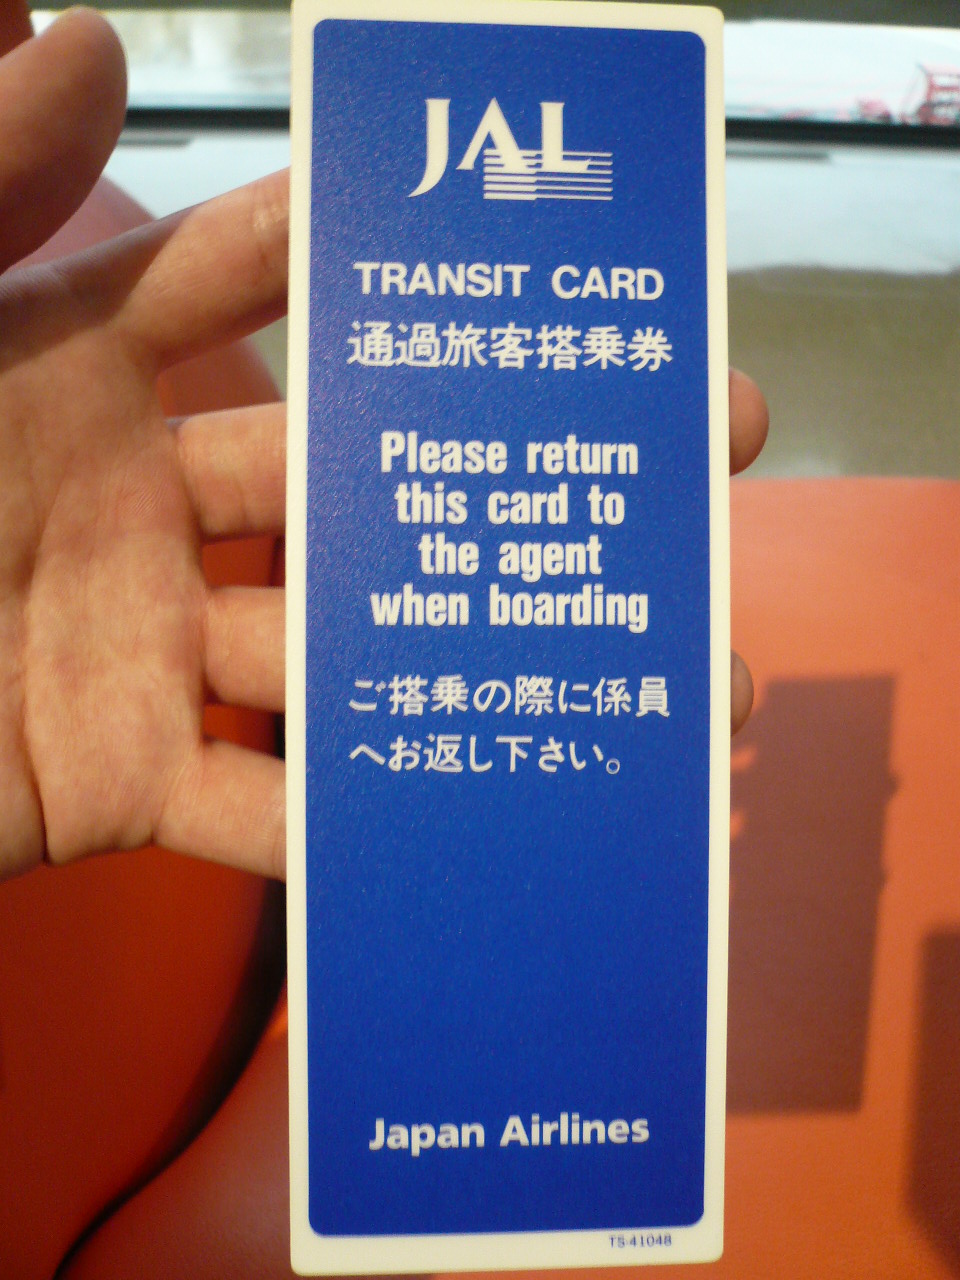 JAL
TRANSIT CARD
通過旅客搭乗券
Please return
this card to
the agent
when boarding
ご搭乗の際に係員
へお返し下さい。
Japan Airlines
TS-41048